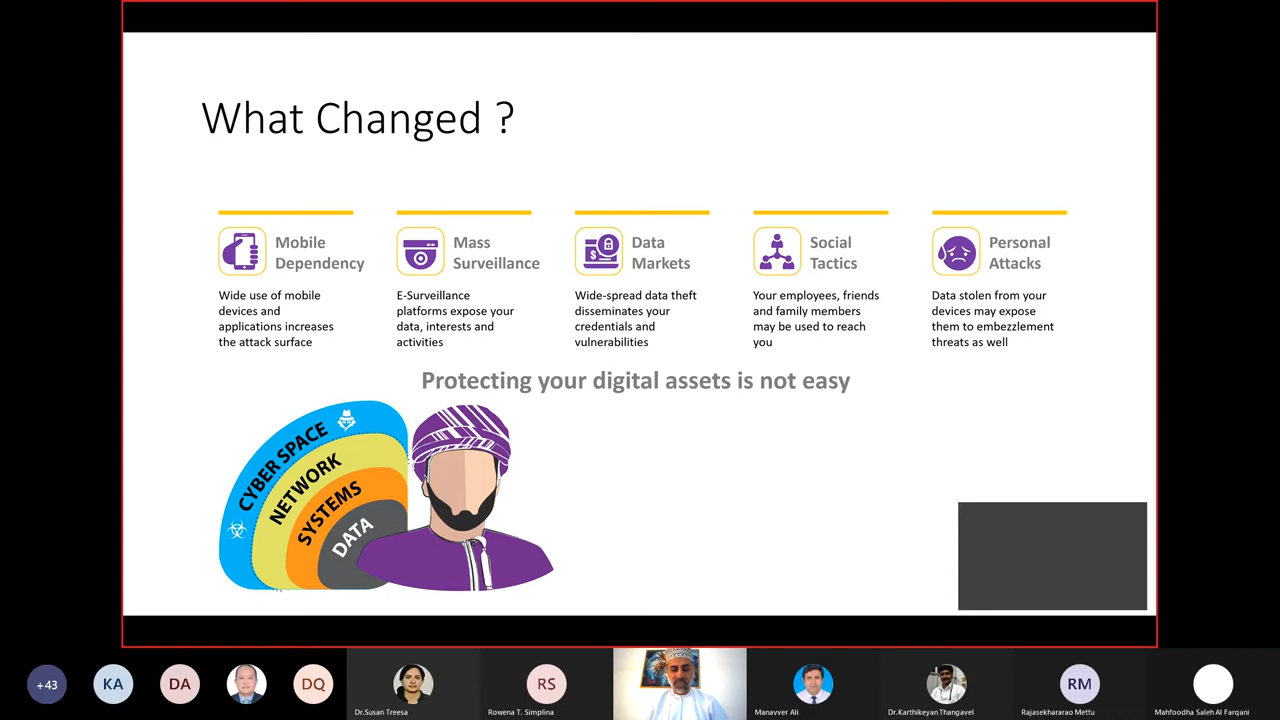 What Changed ?
Mobile
Dependency
Wide use of mobile
devices and
applications increases
the attack surface
Mass
Surveillance
E-Surveillance
platforms expose your
data, interests and
activities
Data
Markets
Wide-spread data theft
disseminates your
credentials and
vulnerabilities
Social
Tactics
Your employees, friends
and family members
may be used to reach
you
Personal
Attacks
Data stolen from your
devices may expose
them to embezzlement
threats as well
Protecting your digital assets is not easy
CYBER SPACE
NETWORK
SYSTEMS
DATA
$
+43
KA
DA
DQ
Dr.Susan Treesa
RS
Rowena T. Simplina
Manavver Ali
Dr.Karthikeyan Thangavel
RM
Rajasekhararao Mettu
Mahfoodha Saleh Al Farqani